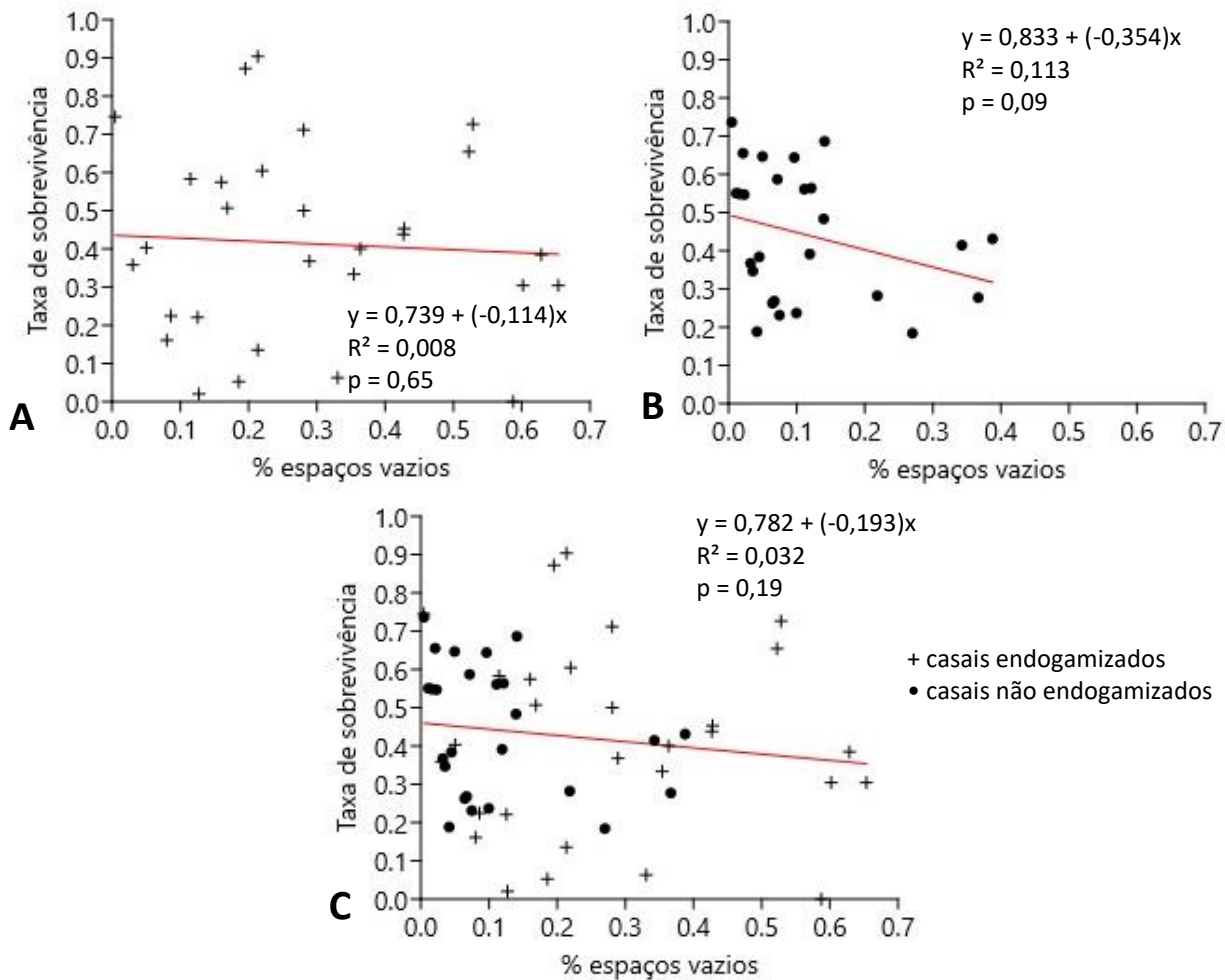 1.0
0.9
0.8
0.7
0.6
0.5
0.4
0.3
0.2
0.1
0.0
Taxa de sobrevivência
y = 0,739 + (-0,114)x
R² = 0,008
p = 0,65
0.0 0.1 0.2 0.3 0.4 0.5 0.6 0.7
% espaços vazios
A
1.0
0.9
0.8
0.7
0.6
0.5
0.4
0.3
0.2
0.1
0.0
Taxa de sobrevivência
y = 0,833 + (-0,354)x
R² = 0,113
p = 0,09
0.0 0.1 0.2 0.3 0.4 0.5 0.6 0.7
% espaços vazios
B
1.0
0.9
0.8
0.7
0.6
0.5
0.4
0.3
0.2
0.1
0.0
Taxa de sobrevivência
y = 0,782 + (-0,193)x
R² = 0,032
p = 0,19
0.0 0.1 0.2 0.3 0.4 0.5 0.6 0.7
% espaços vazios
C
+ casais endogamizados
• casais não endogamizados